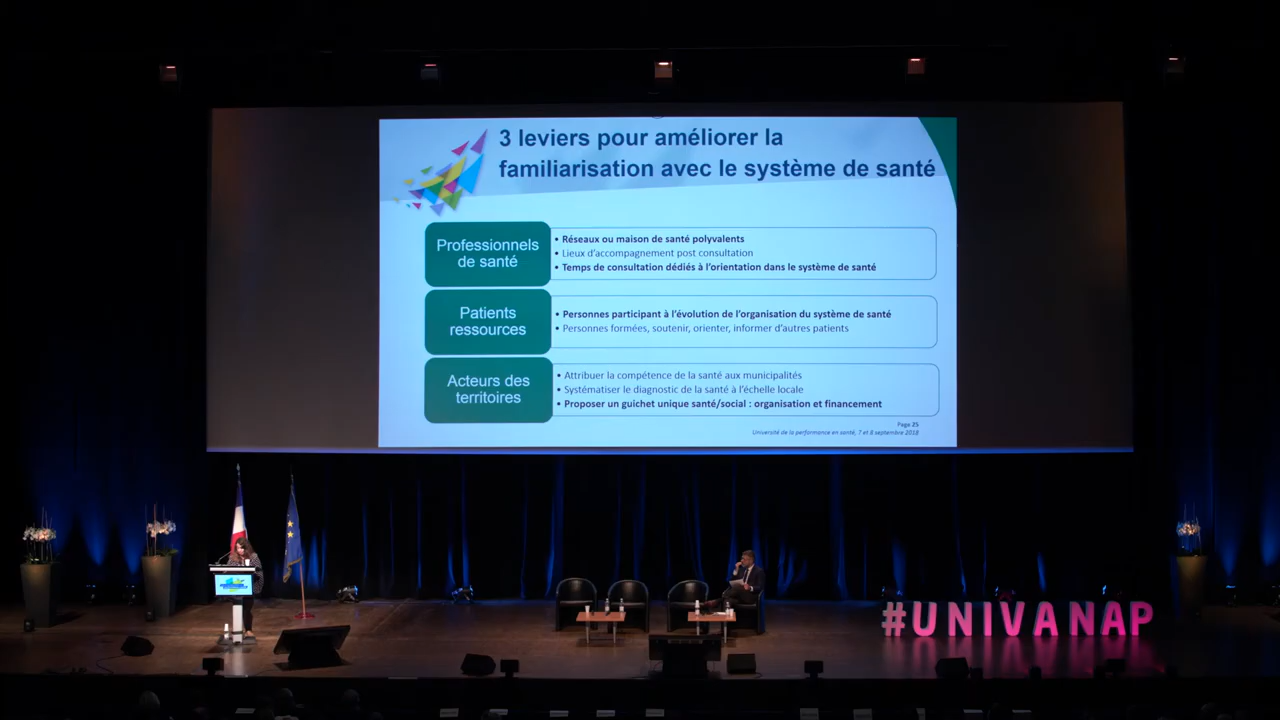 3 leviers pour améliorer la
familiarisation avec le système de santé
Professionnels
de santé
• Réseaux ou maison de santé polyvalents
• Lieux d'accompagnement post consultation
• Temps de consultation dédiés à l'orientation dans le système de santé
Patients
ressources
• Personnes participant à l'évolution de l'organisation du système de santé
• Personnes formées, soutenir, orienter, informer d'autres patients
Acteurs des
territoires
• Attribuer la compétence de la santé aux municipalités
• Systématiser le diagnostic de la santé à l'échelle locale
• Proposer un guichet unique santé/social : organisation et financement
Page 25
Université de la performance en santé, 7 et 8 septembre 2018
#UNIVANAP